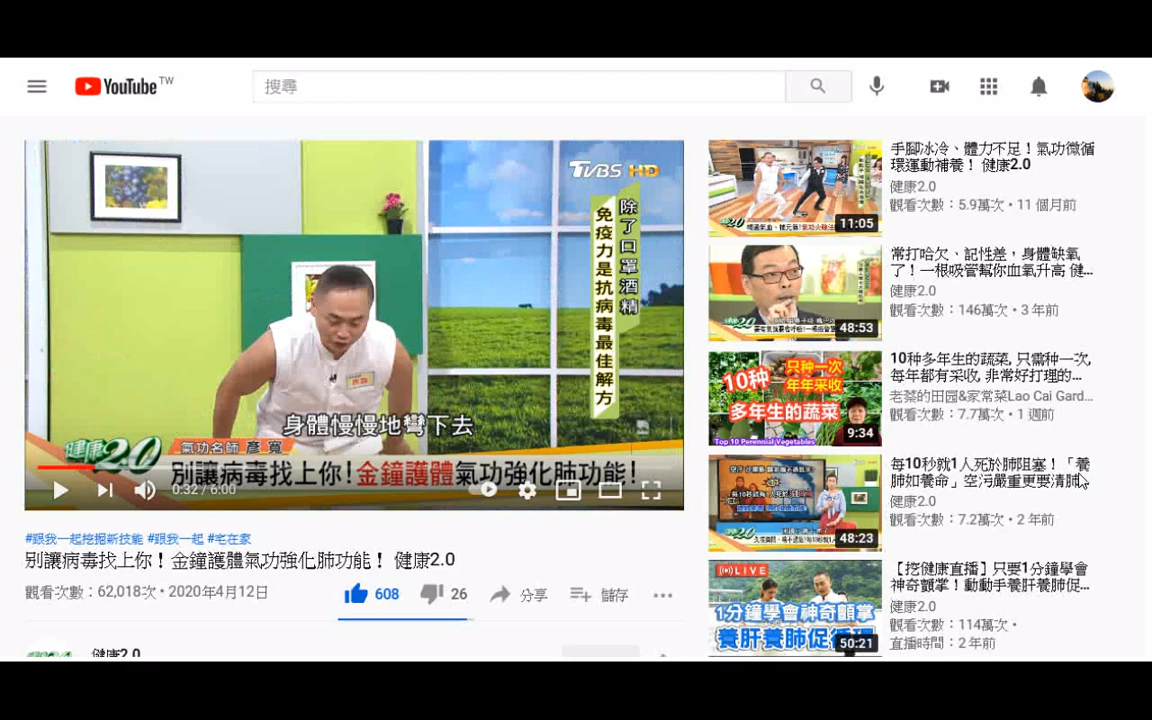 YouTube TW
搜尋
TVBS HD
除了口罩酒精
免疫力是抗病毒最佳解方
身體慢慢地彎下去
健康2.0
氣功名師 彥寬
別讓病毒找上你!金鐘護體氣功強化肺功能!
0:32 / 6:00
#跟我一起挖掘新技能 #跟我一起 #宅在家
別讓病毒找上你!金鐘護體氣功強化肺功能! 健康2.0
觀看次數:62,018次 • 2020年4月12日
608
26
分享
儲存
健康2.0
11:05
手腳冰冷、體力不足!氣功微循
環運動補養! 健康2.0
健康2.0
觀看次數:5.9萬次 • 11 個月前
48:53
常打哈欠、記性差,身體缺氧
了!一根吸管幫你血氧升高 健...
健康2.0
觀看次數:146萬次 • 3 年前
10种
只种一次
年年采收
多年生的蔬菜
Top 10 Perennial Vegetables
9:34
10种多年生的蔬菜, 只需种一次,
每年都有采收, 非常好打理的...
老菜的田园&家常菜Lao Cai Gard...
觀看次數:7.7萬次 • 1 週前
48:23
每10秒就1人死於肺阻塞!「養
肺如養命」空污嚴重更要清肺...
健康2.0
觀看次數:7.2萬次 • 2 年前
LIVE
1分鐘學會神奇顫掌
養肝養肺促循環
50:21
【挖健康直播】只要1分鐘學會
神奇顫掌!動動手養肝養肺促...
健康2.0
觀看次數:114萬次 •
直播時間:2 年前